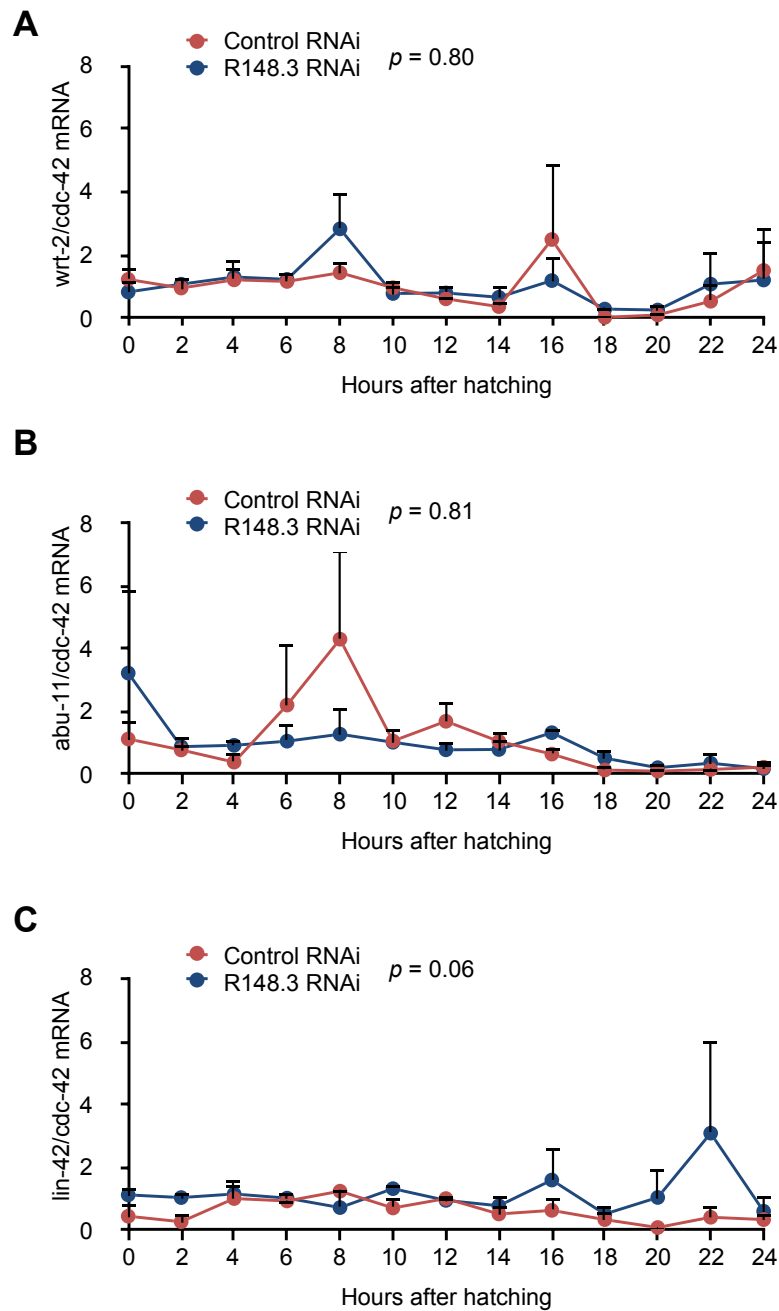 A
Control RNAi
R148.3 RNAi
p = 0.80
wrt-2/cdc-42 mRNA
8
6
4
2
0
0 2 4 6 8 10 12 14 16 18 20 22 24
Hours after hatching
B
Control RNAi
R148.3 RNAi
p = 0.81
abu-11/cdc-42 mRNA
8
6
4
2
0
0 2 4 6 8 10 12 14 16 18 20 22 24
Hours after hatching
C
Control RNAi
R148.3 RNAi
p = 0.06
lin-42/cdc-42 mRNA
8
6
4
2
0
0 2 4 6 8 10 12 14 16 18 20 22 24
Hours after hatching